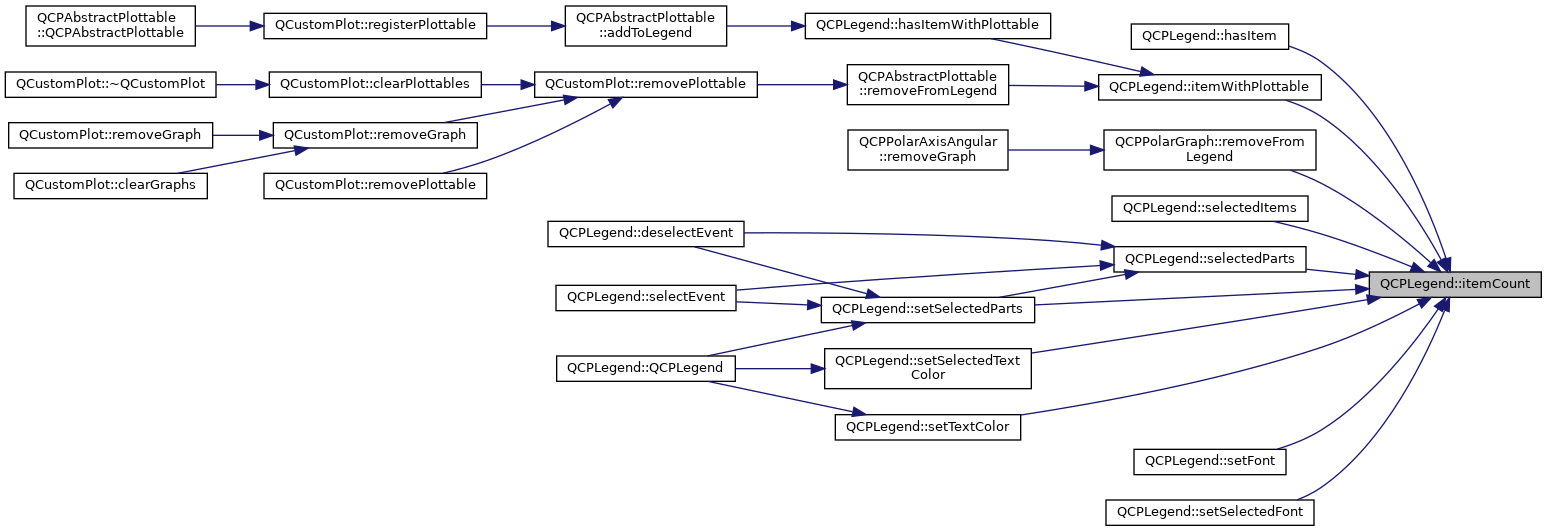 QCPAbstractPlottable
::QCPAbstractPlottable
QCustomPlot::registerPlottable
QCPAbstractPlottable
::addToLegend
QCPLegend::hasItemWithPlottable
QCPLegend::hasItem
QCustomPlot::~QCustomPlot
QCustomPlot::clearPlottables
QCustomPlot::removePlottable
QCPAbstractPlottable
::removeFromLegend
QCPLegend::itemWithPlottable
QCustomPlot::removeGraph
QCustomPlot::removeGraph
QCPPolarAxisAngular
::removeGraph
QCPPolarGraph::removeFrom
Legend
QCustomPlot::clearGraphs
QCustomPlot::removePlottable
QCPLegend::selectedItems
QCPLegend::deselectEvent
QCPLegend::selectedParts
QCPLegend::itemCount
QCPLegend::selectEvent
QCPLegend::setSelectedParts
QCPLegend::QCPLegend
QCPLegend::setSelectedText
Color
QCPLegend::setTextColor
QCPLegend::setFont
QCPLegend::setSelectedFont